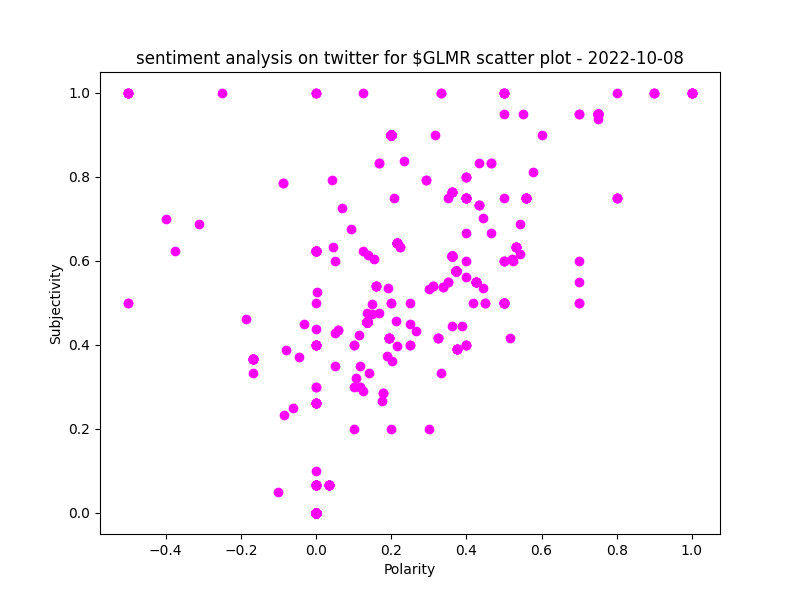 sentiment analysis on twitter for $GLMR scatter plot - 2022-10-08
1.0
0.8
0.6
0.4
0.2
0.0
Subjectivity
−0.4 −0.2 0.0 0.2 0.4 0.6 0.8 1.0
Polarity